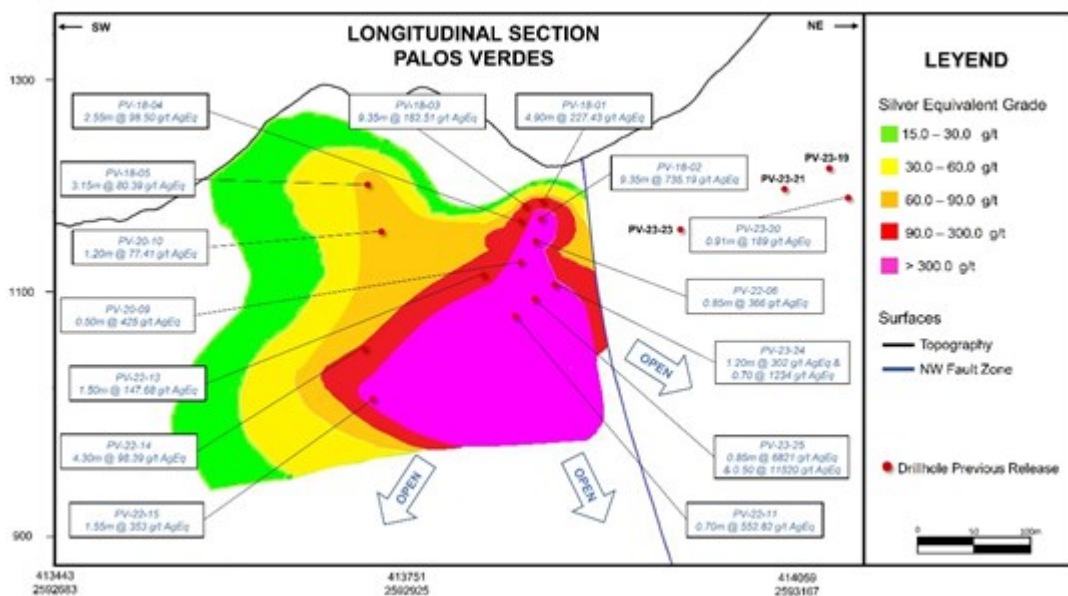 ← SW
LONGITUDINAL SECTION
PALOS VERDES
NE →
1300
1100
900
PV-18-04
2.55m @ 98.50 g/t AgEq
PV-18-03
9.35m @ 182.51 g/t AgEq
PV-18-01
4.90m @ 227.43 g/t AgEq
PV-18-05
3.15m @ 80.39 g/t AgEq
PV-18-02
9.35m @ 735.19 g/t AgEq
PV-23-19
PV-23-21
PV-23-23
PV-20-10
1.20m @ 77.41 g/t AgEq
PV-23-20
0.91m @ 189 g/t AgEq
PV-20-09
0.50m @ 425 g/t AgEq
PV-22-06
0.85m @ 366 g/t AgEq
PV-22-13
1.50m @ 147.68 g/t AgEq
PV-23-24
1.20m @ 302 g/t AgEq &
0.70 @ 1234 g/t AgEq
OPEN
PV-22-14
4.30m @ 98.39 g/t AgEq
PV-23-25
0.85m @ 6821 g/t AgEq
& 0.50 @ 11520 g/t AgEq
OPEN
OPEN
PV-22-15
1.55m @ 353 g/t AgEq
PV-22-11
0.70m @ 552.82 g/t AgEq
413443
2592683
413751
2592925
414059
2593167
LEYEND
Silver Equivalent Grade
15.0 – 30.0 g/t
30.0 – 60.0 g/t
60.0 – 90.0 g/t
90.0 – 300.0 g/t
> 300.0 g/t
Surfaces
Topography
NW Fault Zone
Drillhole Previous Release
0 50 100m